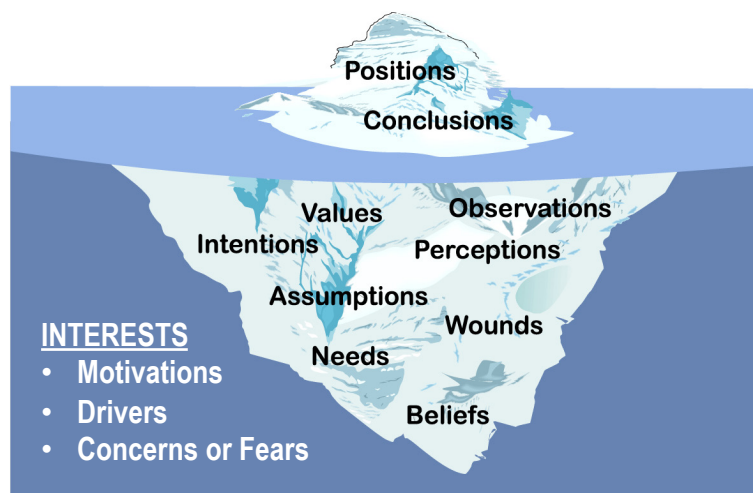 Positions
Conclusions
Values
Observations
Intentions
Perceptions
Assumptions
Wounds
Needs
Beliefs
INTERESTS
• Motivations
• Drivers
• Concerns or Fears